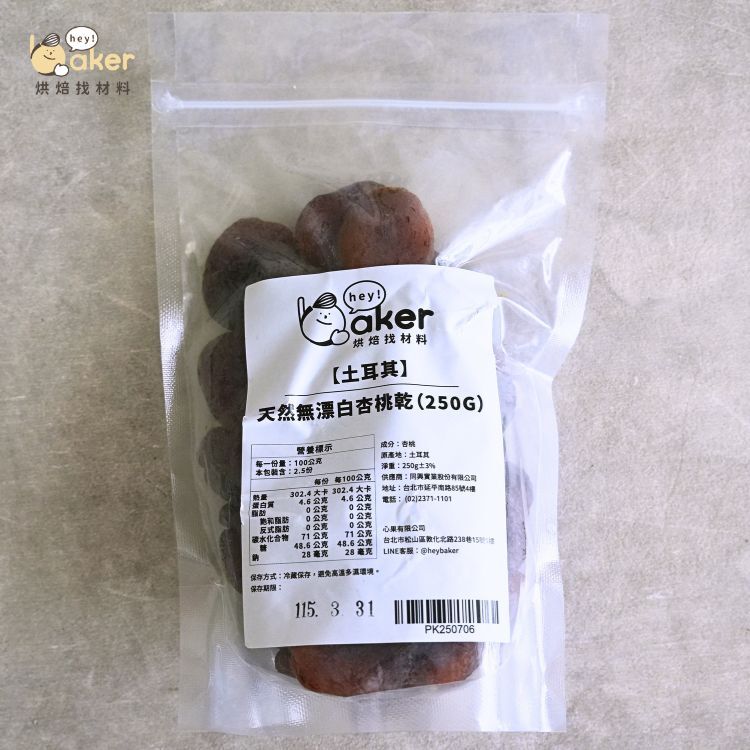 hey!
baker
烘焙找材料
hey!
baker
烘焙找材料
【土耳其】
天然無漂白杏桃乾(250G)
營養標示
每一份量：100公克
本包裝含：2.5份
每份 每100公克
熱量 302.4 大卡 302.4 大卡
蛋白質 4.6 公克 4.6 公克
脂肪 0 公克 0 公克
飽和脂肪 0 公克 0 公克
反式脂肪 0 公克 0 公克
碳水化合物 71 公克 71 公克
糖 48.6 公克 48.6 公克
鈉 28 毫克 28 毫克
成分：杏桃
原產地：土耳其
淨重：250g±3%
供應商：同興實業股份有限公司
地址：台北市延平南路85號4樓
電話： (02)2371-1101
心果有限公司
台北市松山區敦化北路238巷15號1樓
LINE客服：@heybaker
保存方式：冷藏保存，避免高溫多濕環境。
保存期限：
115. 3. 31
PK250706